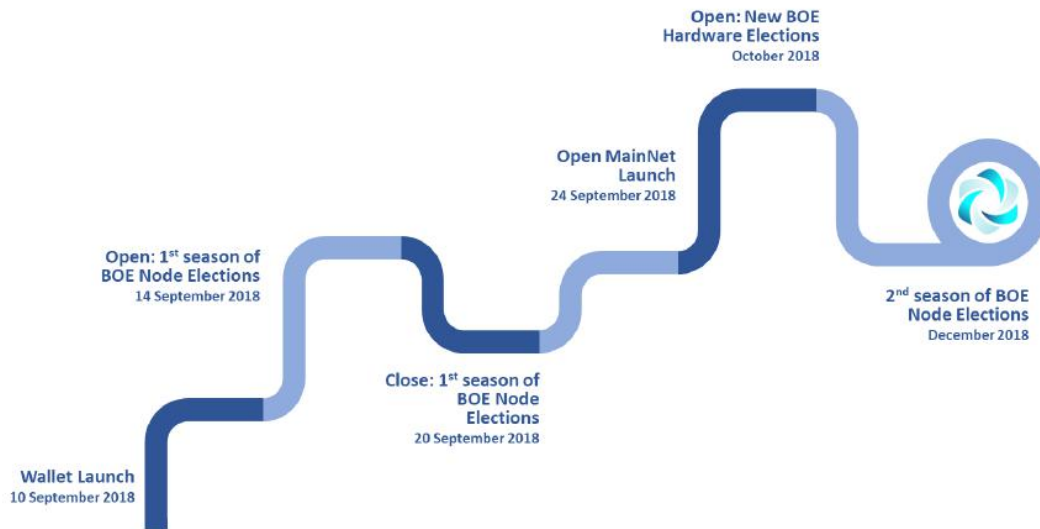 Open: New BOE
Hardware Elections
October 2018
Open MainNet
Launch
24 September 2018
Open: 1st season of
BOE Node Elections
14 September 2018
2nd season of BOE
Node Elections
December 2018
Close: 1st season of
BOE Node
Elections
20 September 2018
Wallet Launch
10 September 2018